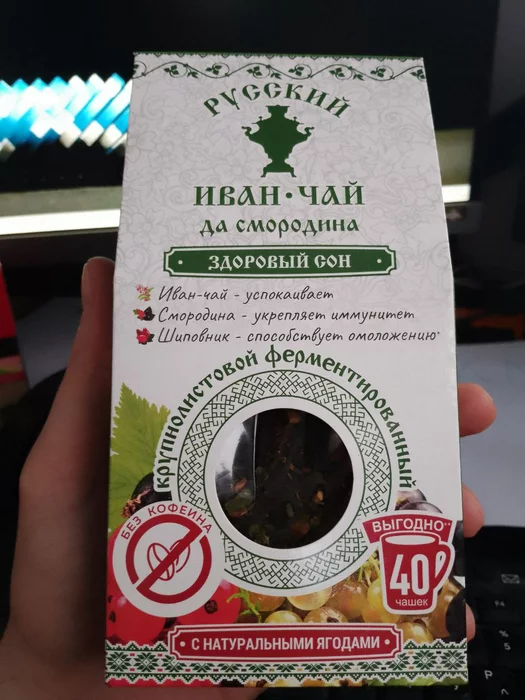 РУССКИЙ
ИВАН•ЧАЙ
да смородина
• ЗДОРОВЫЙ СОН •
Иван-чай - успокаивает
Смородина - укрепляет иммунитет
Шиповник - способствует омоложению*
крупнолистовой ферментированный
БЕЗ КОФЕИНА
ВЫГОДНО**
40
чашек
• С НАТУРАЛЬНЫМИ ЯГОДАМИ •